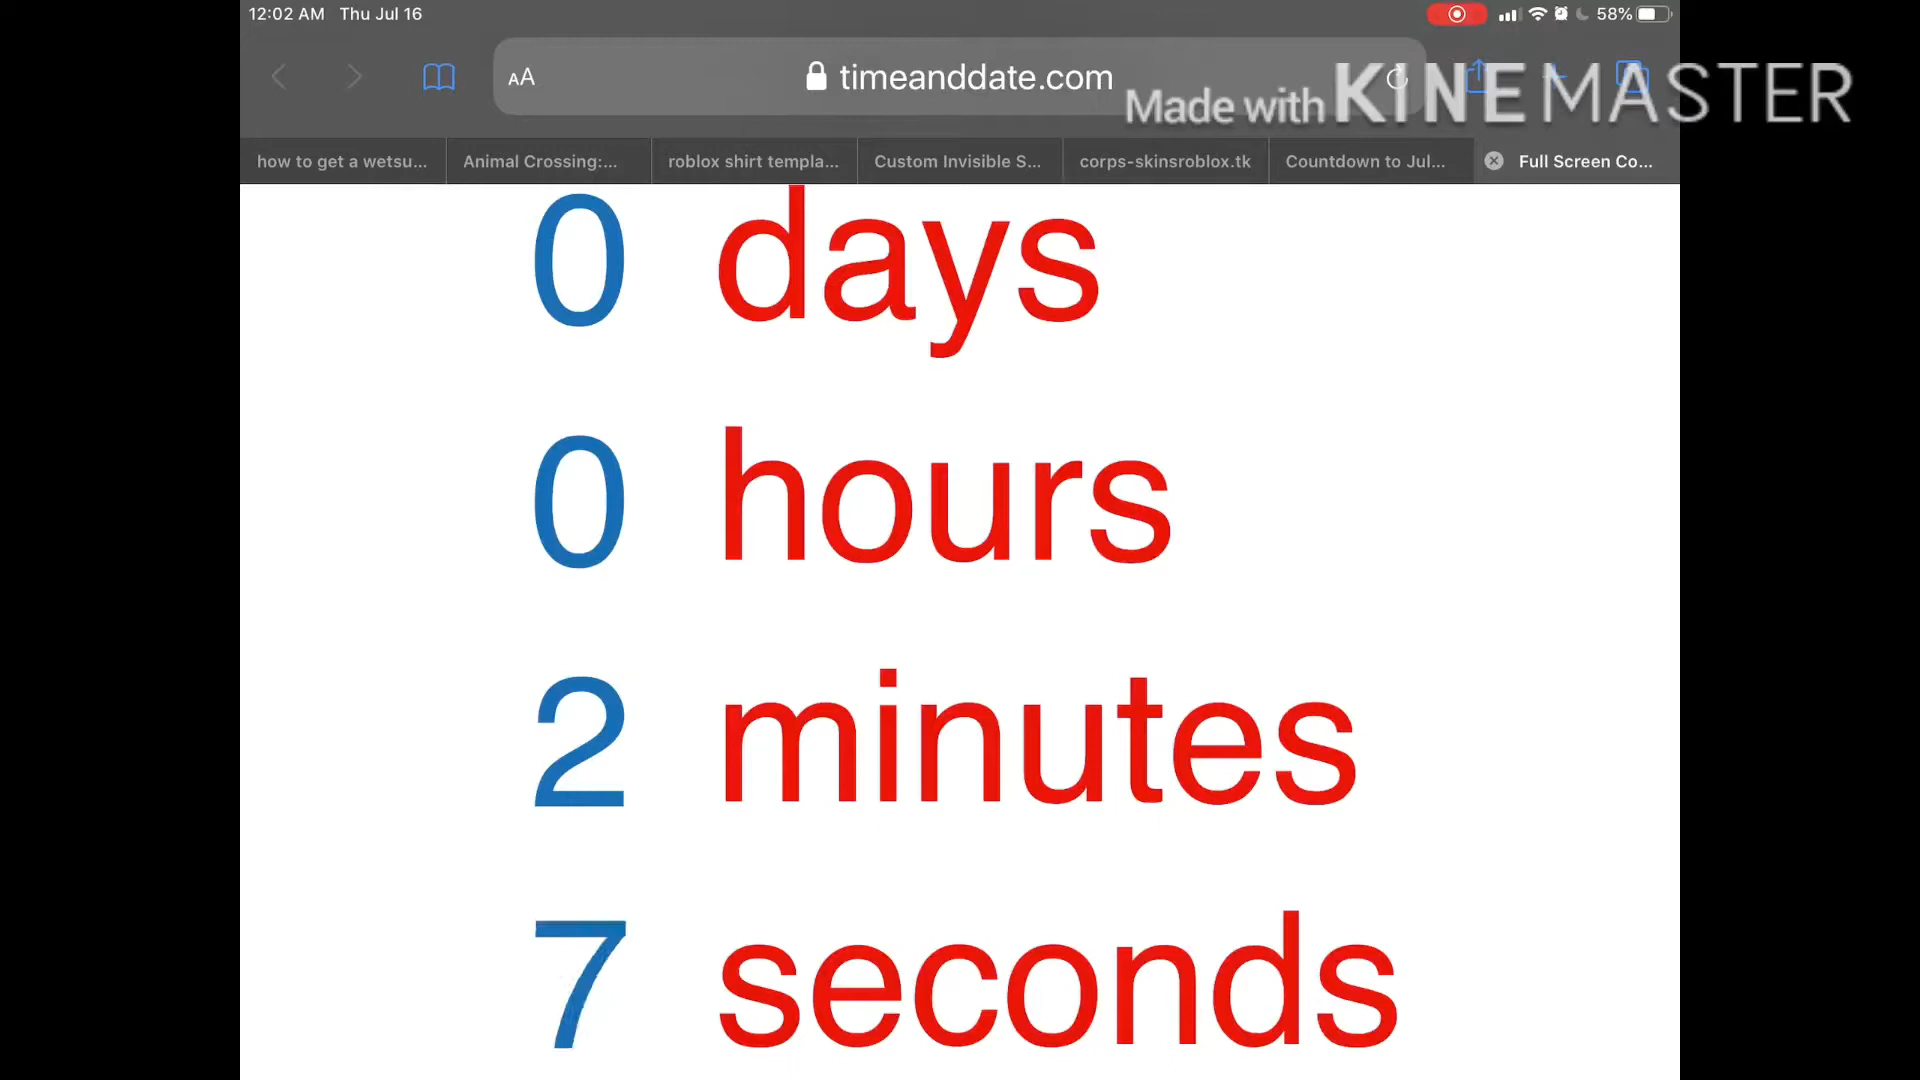 12:02 AM Thu Jul 16
58%
AA
timeanddate.com
Made with KINEMASTER
how to get a wetsu...
Animal Crossing:...
roblox shirt templa...
Custom Invisible S...
corps-skinsroblox.tk
Countdown to Jul...
Full Screen Co...
0 days
0 hours
2 minutes
7 seconds